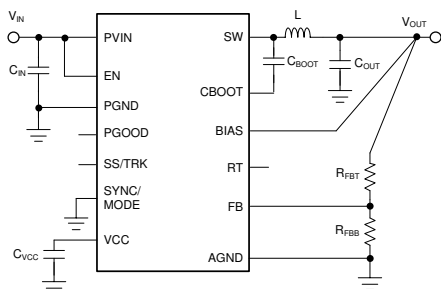 VIN
CIN
PVIN
EN
PGND
PGOOD
SS/TRK
SYNC/
MODE
VCC
CVCC
SW
CBOOT
BIAS
RT
FB
AGND
L
CBOOT
COUT
VOUT
RFBT
RFBB